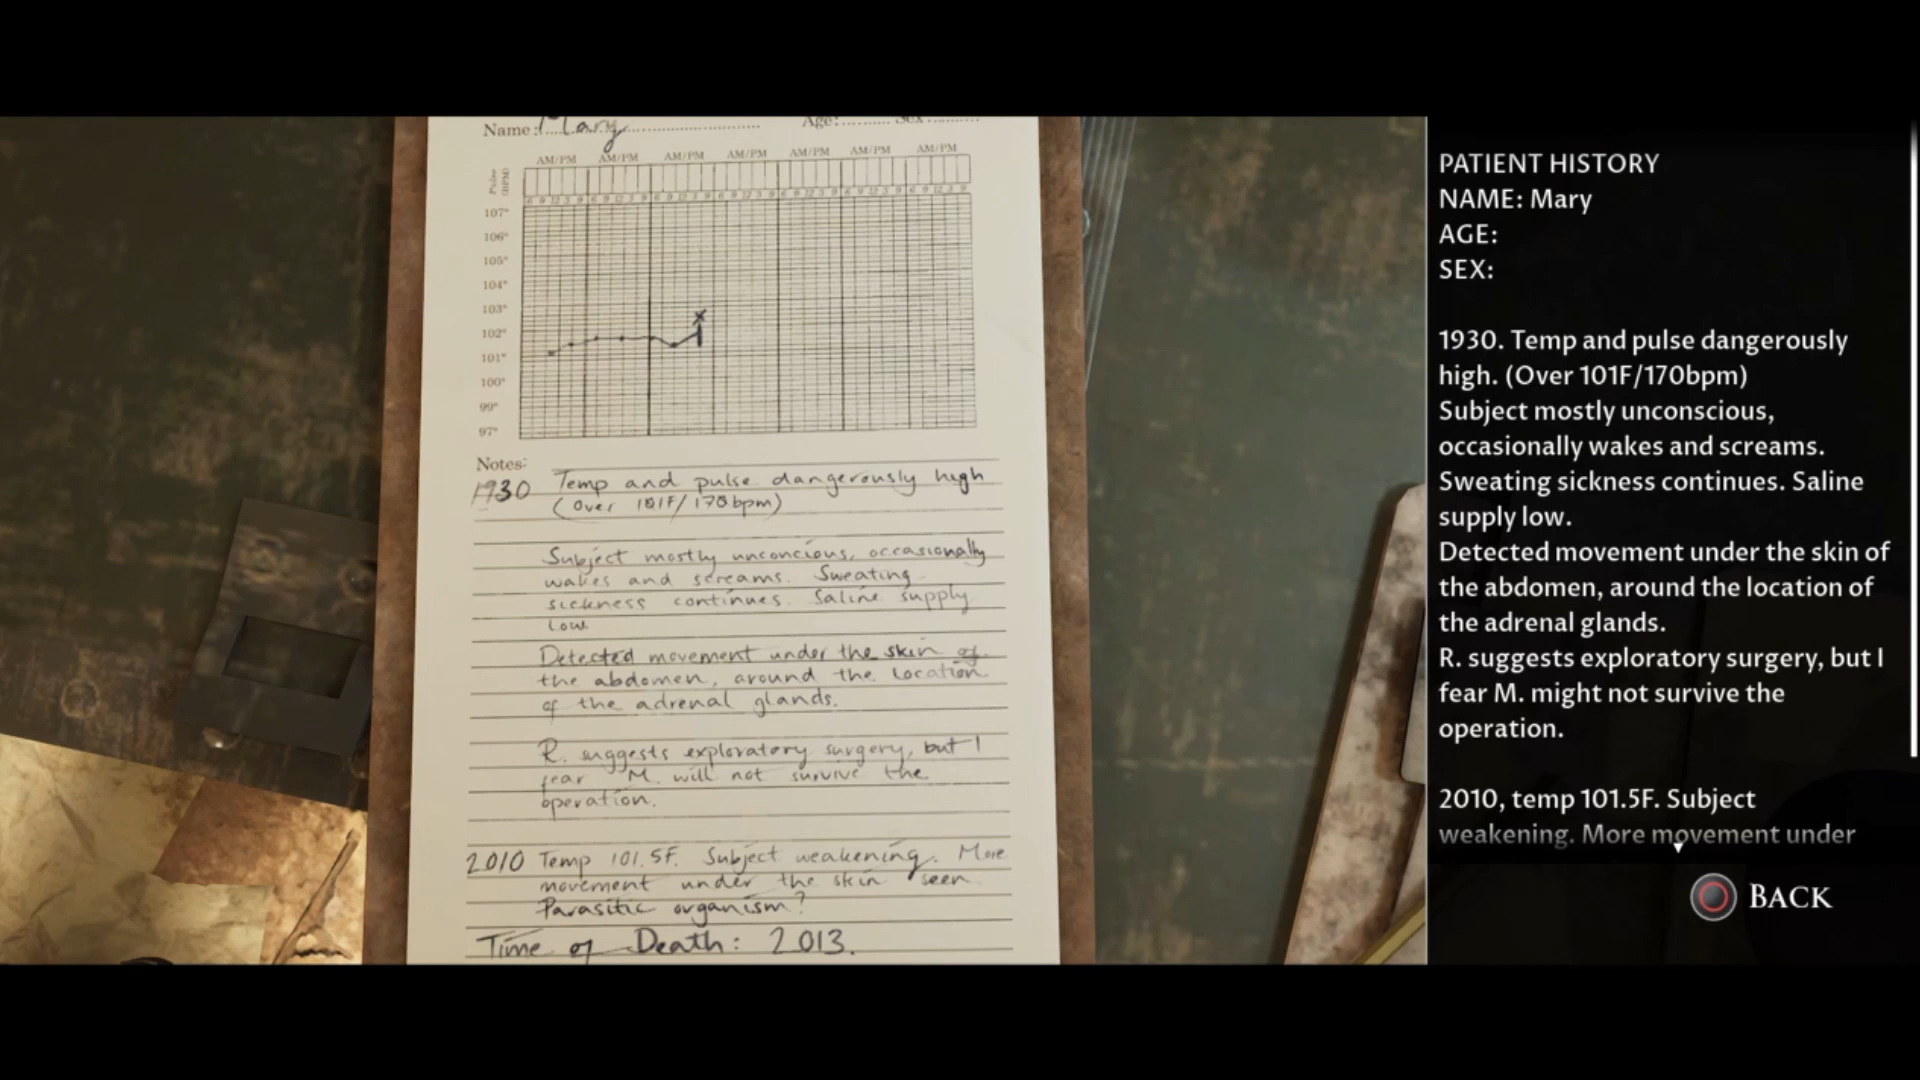 Name: Mary Age: Sex
AM/PM AM/PM AM/PM AM/PM AM/PM AM/PM AM/PM
Pulse (BPM)
107°
106°
105°
104°
103°
102°
101°
100°
99°
97°
Notes:
1930 Temp and pulse dangerously high
(Over 101F/170bpm)
Subject mostly unconcious, occasionally
wakes and screams. Sweating
sickness continues. Saline supply
low.
Detected movement under the skin of
the abdomen, around the location
of the adrenal glands.
R. suggests exploratory surgery, but I
fear M. will not survive the
operation.
2010 Temp 101.5F. Subject weakening. More
movement under the skin seen
Parasitic organism?
Time of Death: 2013.
PATIENT HISTORY
NAME: Mary
AGE:
SEX:
1930. Temp and pulse dangerously
high. (Over 101F/170bpm)
Subject mostly unconscious,
occasionally wakes and screams.
Sweating sickness continues. Saline
supply low.
Detected movement under the skin of
the abdomen, around the location of
the adrenal glands.
R. suggests exploratory surgery, but I
fear M. might not survive the
operation.
2010, temp 101.5F. Subject
weakening. More movement under
BACK